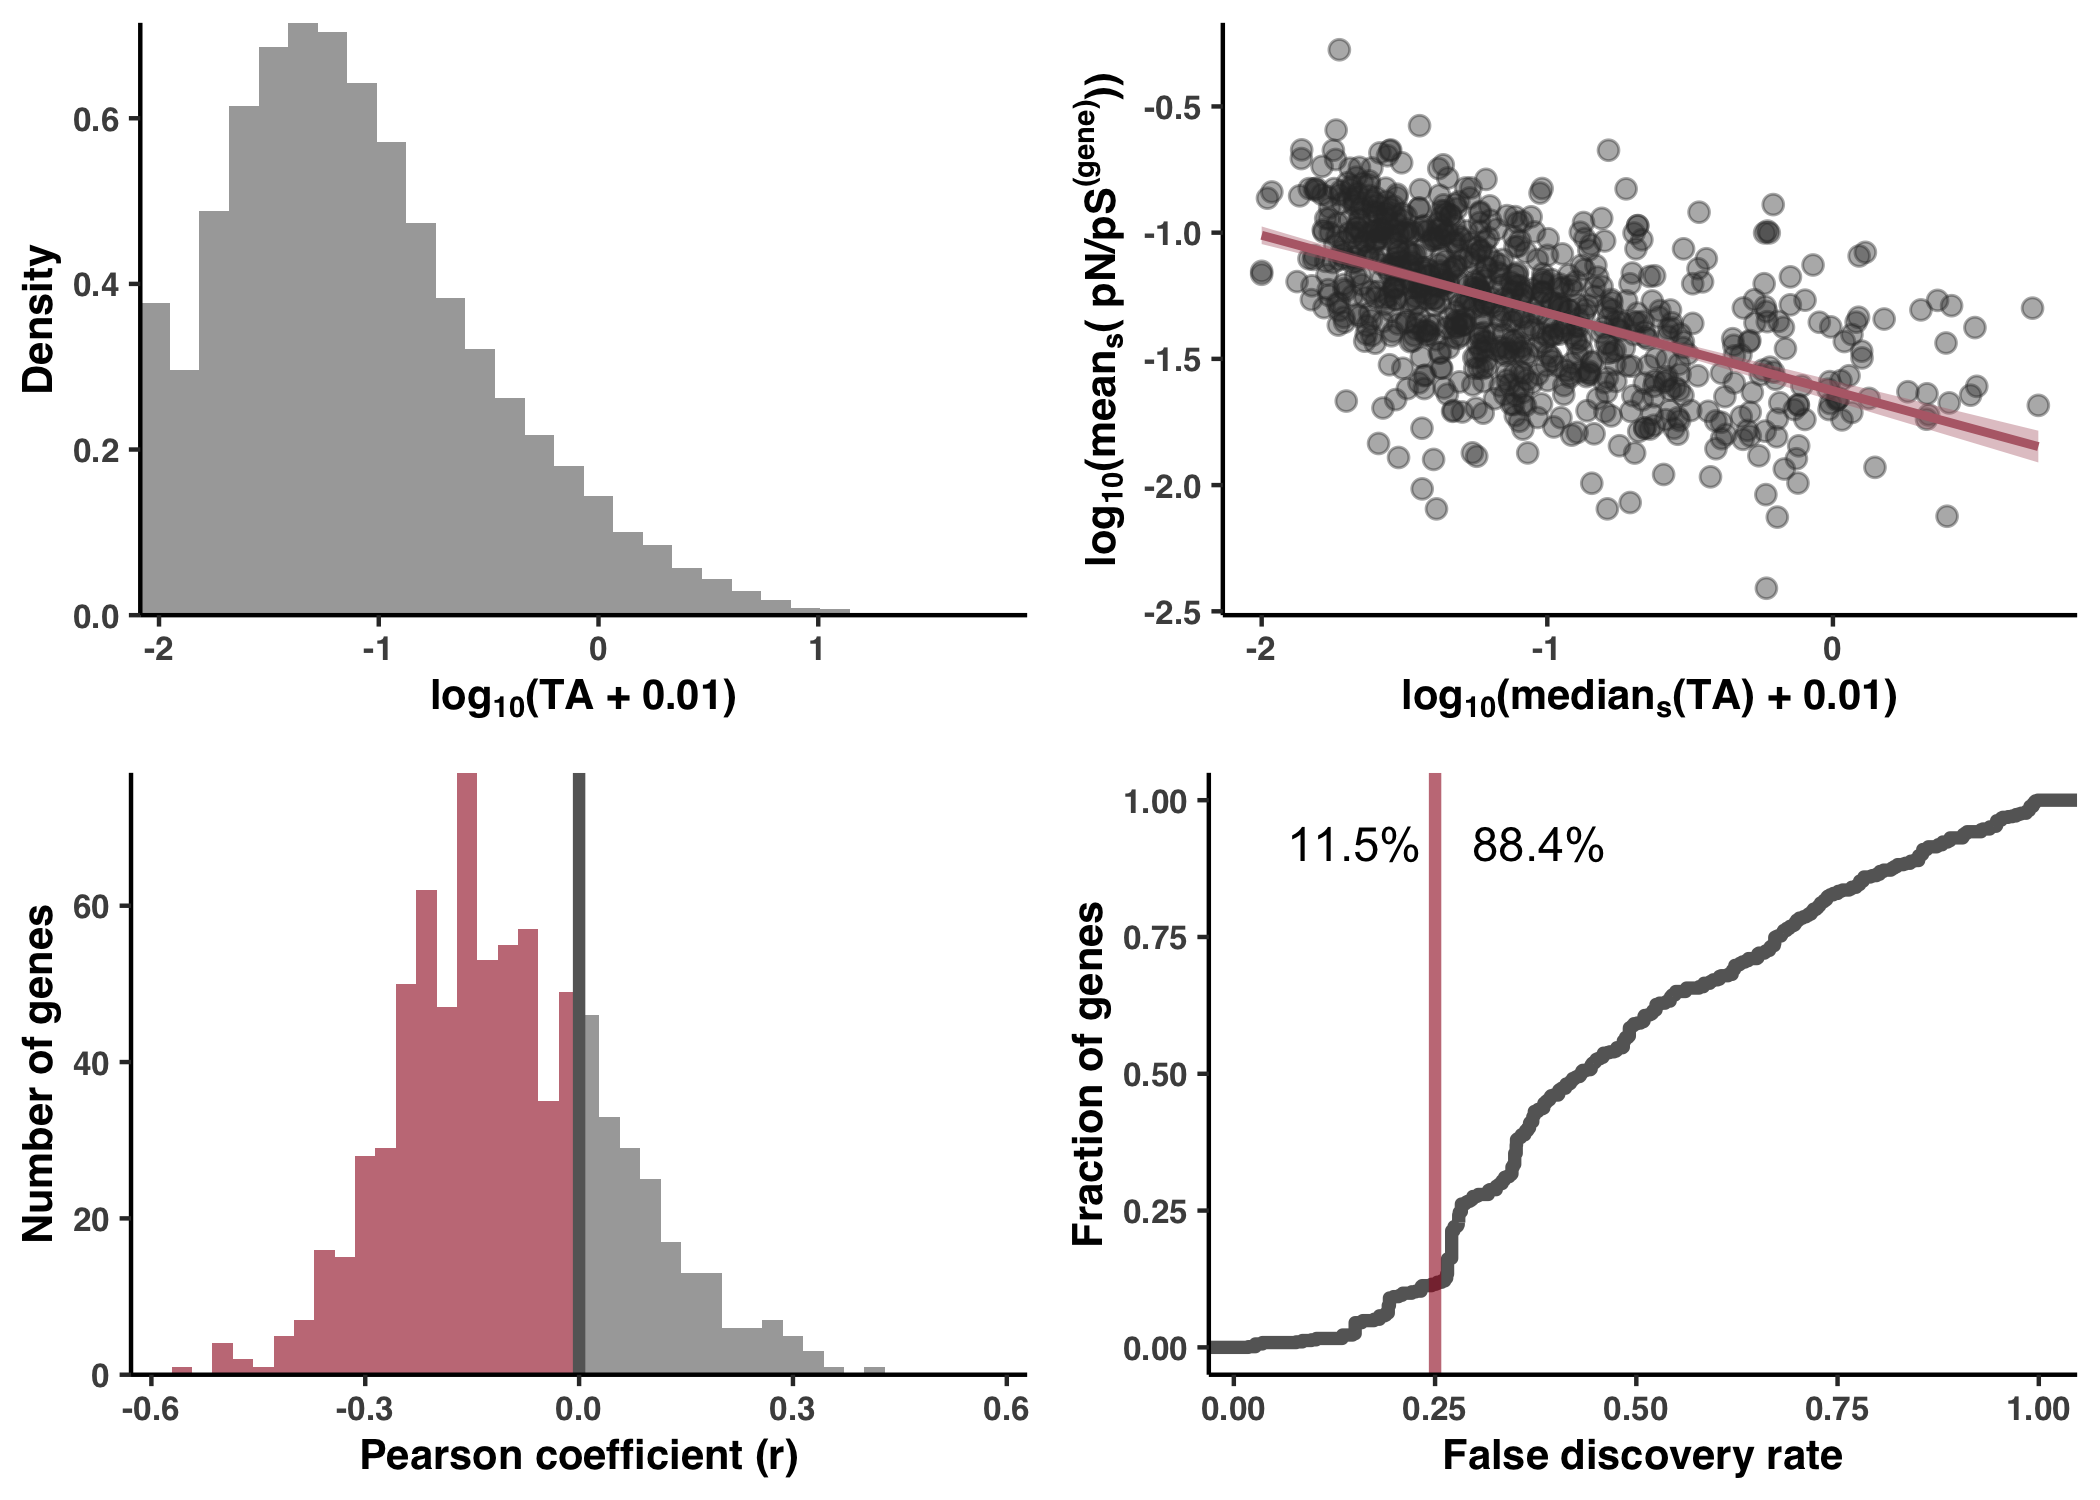 Density
0.6
0.4
0.2
0.0
-2 -1 0 1
log₁₀(TA + 0.01)
log₁₀(meanₛ( pN/pS⁽ᵍᵉⁿᵉ⁾))
-0.5
-1.0
-1.5
-2.0
-2.5
-2 -1 0
log₁₀(medianₛ(TA) + 0.01)
Number of genes
60
40
20
0
-0.6 -0.3 0.0 0.3 0.6
Pearson coefficient (r)
Fraction of genes
1.00
0.75
0.50
0.25
0.00
11.5% 88.4%
0.00 0.25 0.50 0.75 1.00
False discovery rate